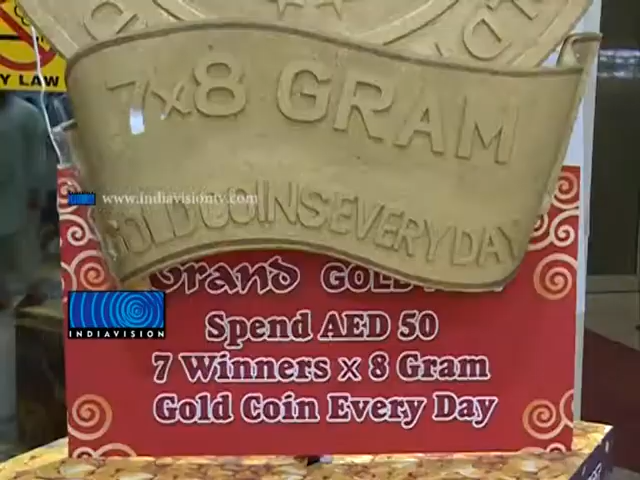 Y LAW
7x8 GRAM
www.indiavisiontv.com
GOLD COINS EVERY DAY
Grand GOLD
INDIAVISION
Spend AED 50
7 Winners x 8 Gram
Gold Coin Every Day